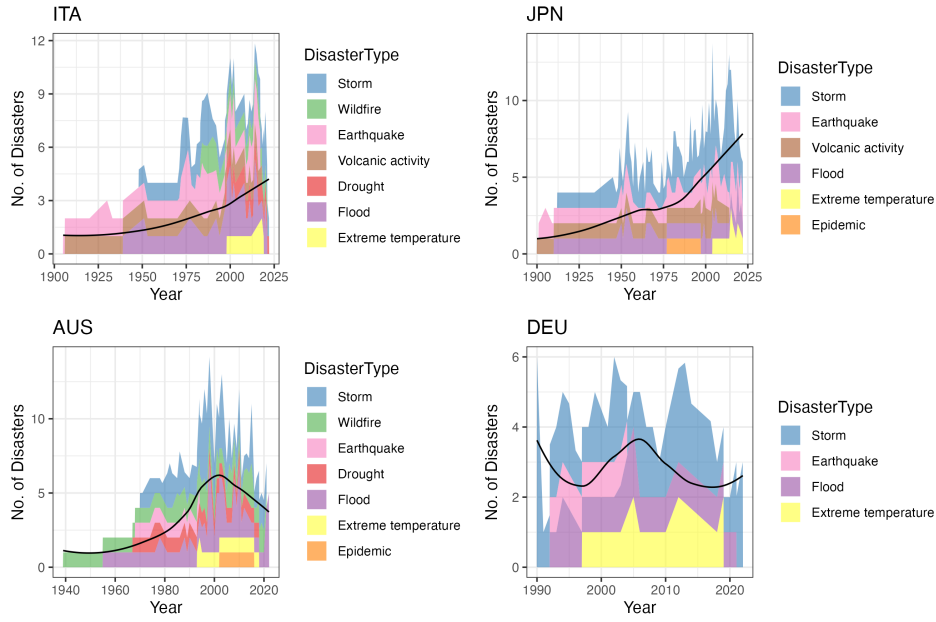 ITA
No. of Disasters
12
9
6
3
0
1900 1925 1950 1975 2000 2025
Year
DisasterType
Storm
Wildfire
Earthquake
Volcanic activity
Drought
Flood
Extreme temperature
JPN
No. of Disasters
10
5
0
1900 1925 1950 1975 2000 2025
Year
DisasterType
Storm
Earthquake
Volcanic activity
Flood
Extreme temperature
Epidemic
AUS
No. of Disasters
10
5
0
1940 1960 1980 2000 2020
Year
DisasterType
Storm
Wildfire
Earthquake
Drought
Flood
Extreme temperature
Epidemic
DEU
No. of Disasters
6
4
2
0
1990 2000 2010 2020
Year
DisasterType
Storm
Earthquake
Flood
Extreme temperature